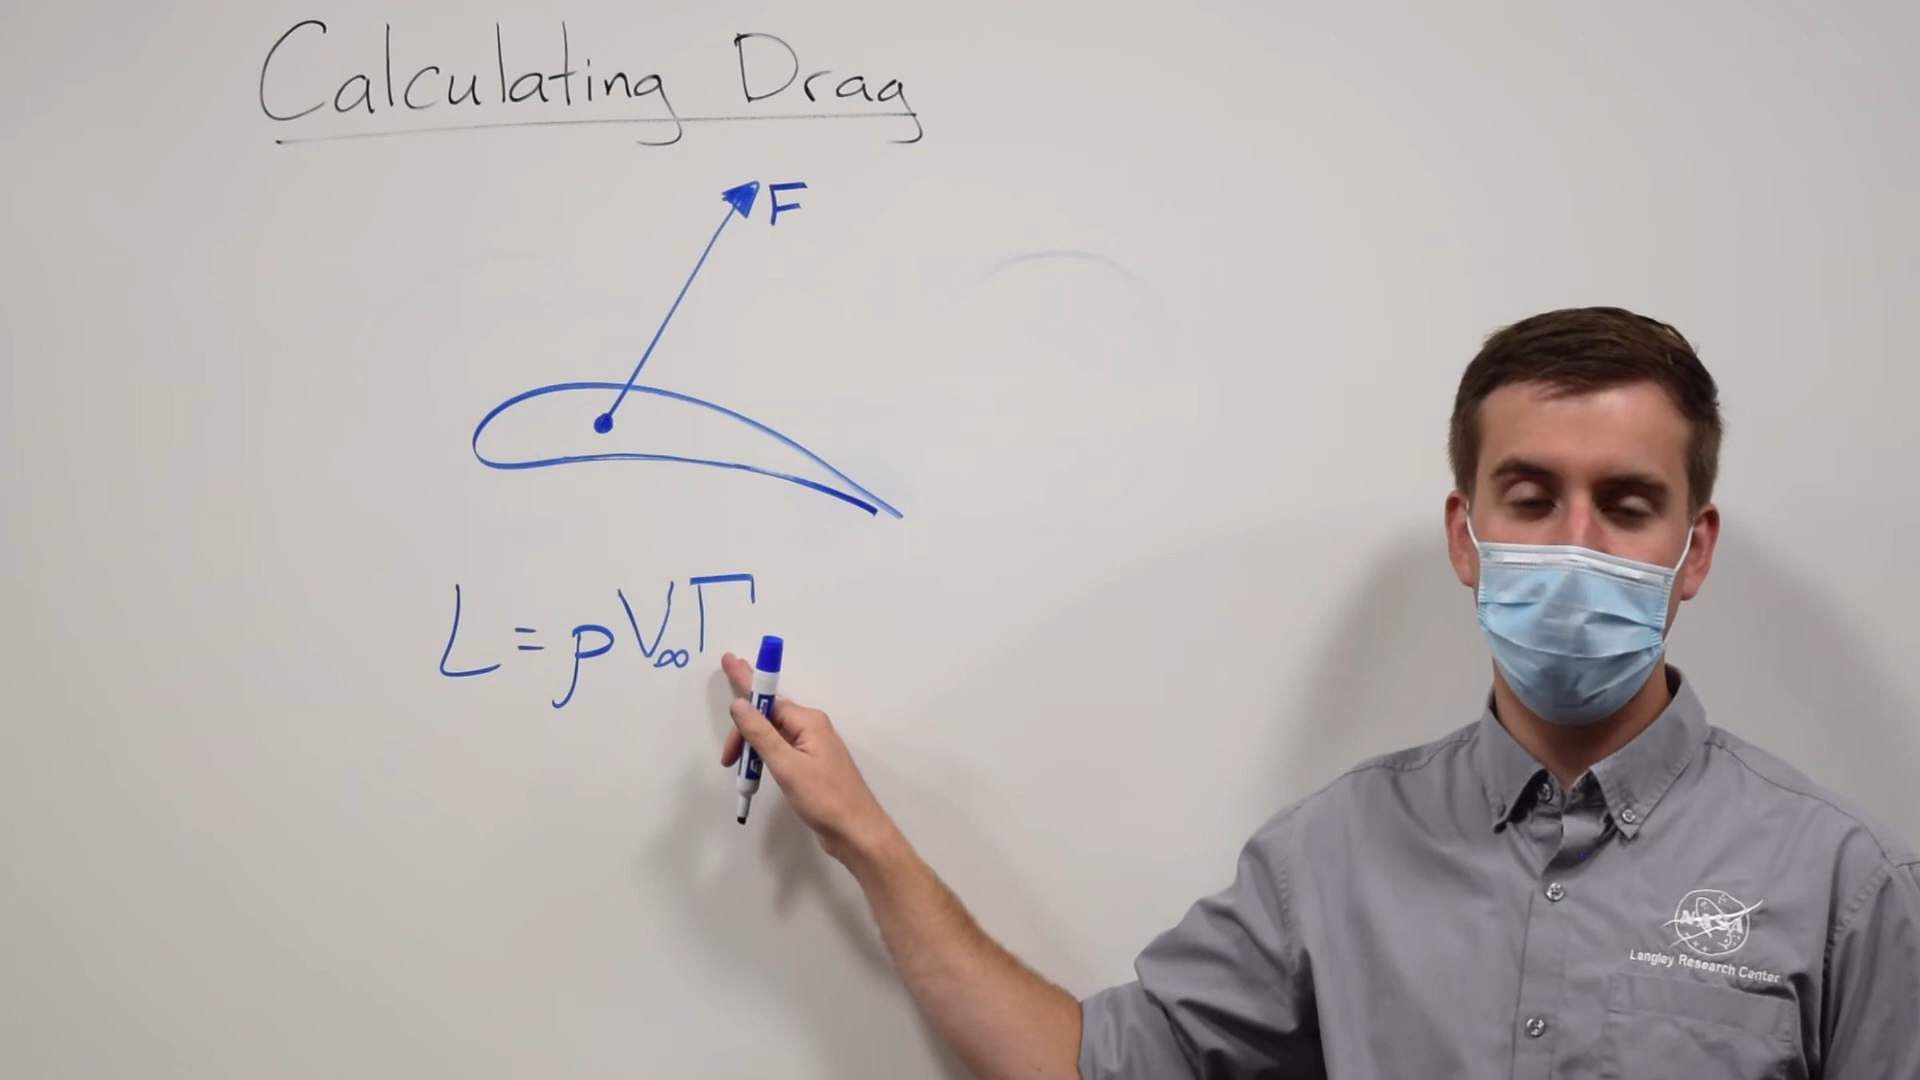 Calculating Drag
F
L = ρV∞Γ
NASA
Langley Research Center